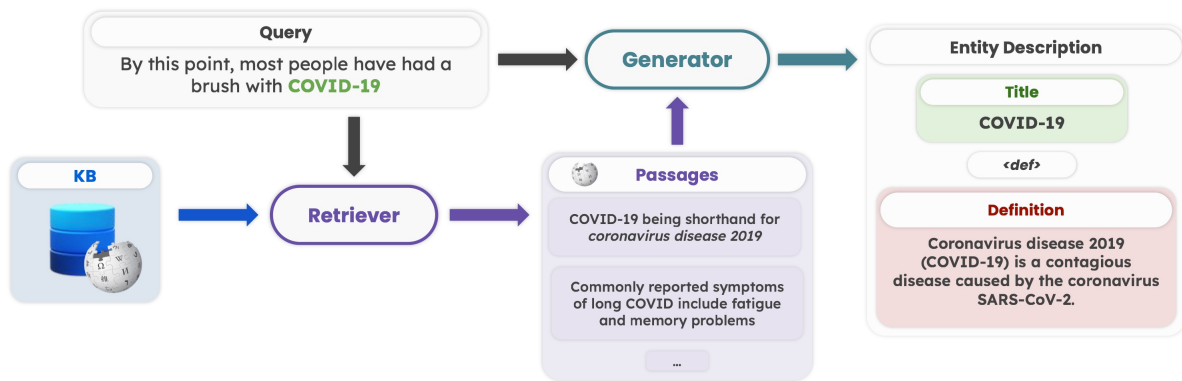 Query
By this point, most people have had a
brush with COVID-19
Generator
Entity Description
Title
COVID-19
<def>
Definition
Coronavirus disease 2019
(COVID-19) is a contagious
disease caused by the coronavirus
SARS-CoV-2.
KB
Retriever
Passages
COVID-19 being shorthand for
coronavirus disease 2019
Commonly reported symptoms
of long COVID include fatigue
and memory problems
...